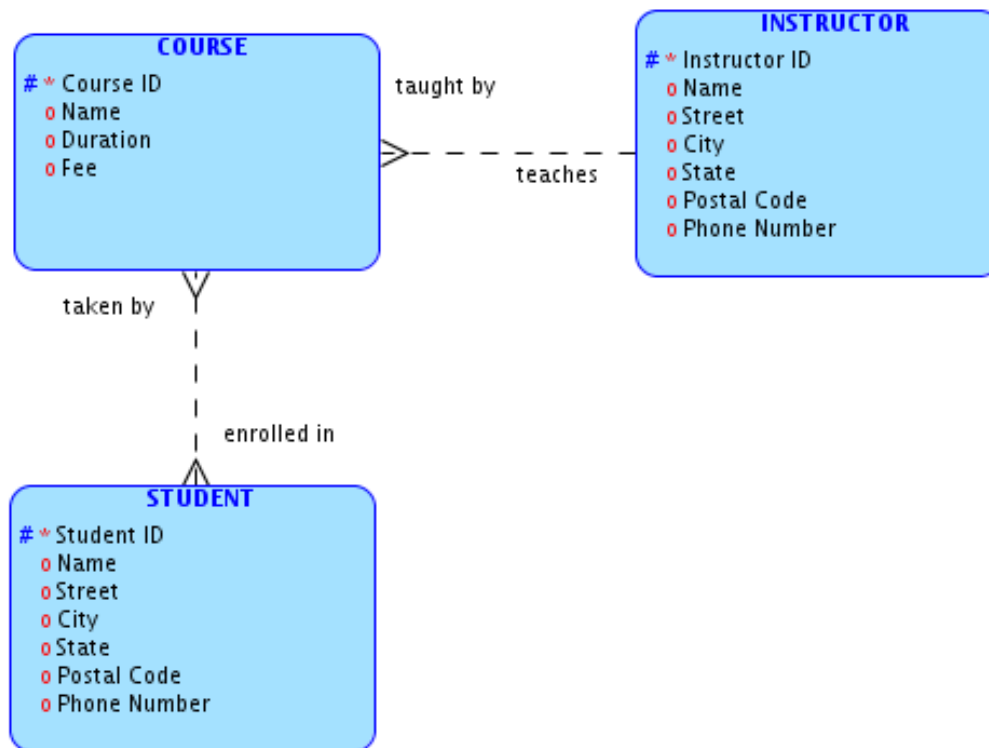 COURSE
# * Course ID
o Name
o Duration
o Fee
taught by
teaches
INSTRUCTOR
# * Instructor ID
o Name
o Street
o City
o State
o Postal Code
o Phone Number
taken by
enrolled in
STUDENT
# * Student ID
o Name
o Street
o City
o State
o Postal Code
o Phone Number